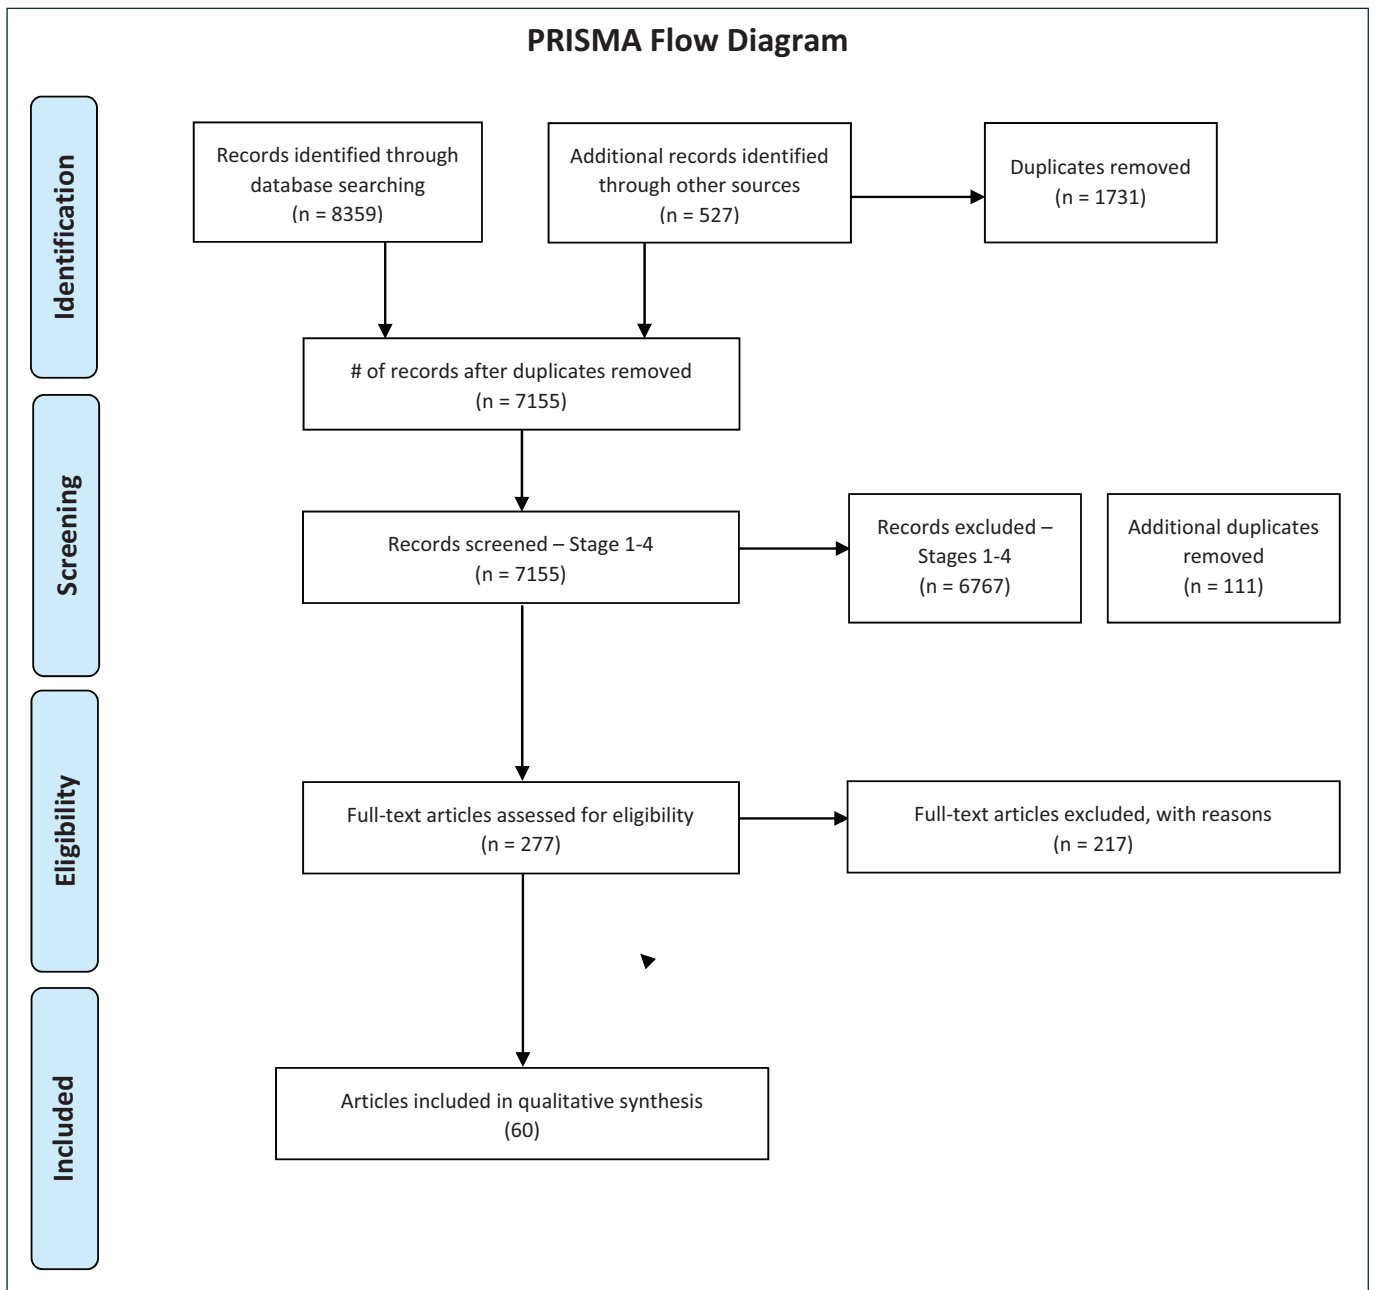 PRISMA Flow Diagram
Identification
Records identified through
database searching
(n = 8359)
Additional records identified
through other sources
(n = 527)
Duplicates removed
(n = 1731)
# of records after duplicates removed
(n = 7155)
Screening
Records screened – Stage 1-4
(n = 7155)
Records excluded –
Stages 1-4
(n = 6767)
Additional duplicates
removed
(n = 111)
Eligibility
Full-text articles assessed for eligibility
(n = 277)
Full-text articles excluded, with reasons
(n = 217)
Included
Articles included in qualitative synthesis
(60)